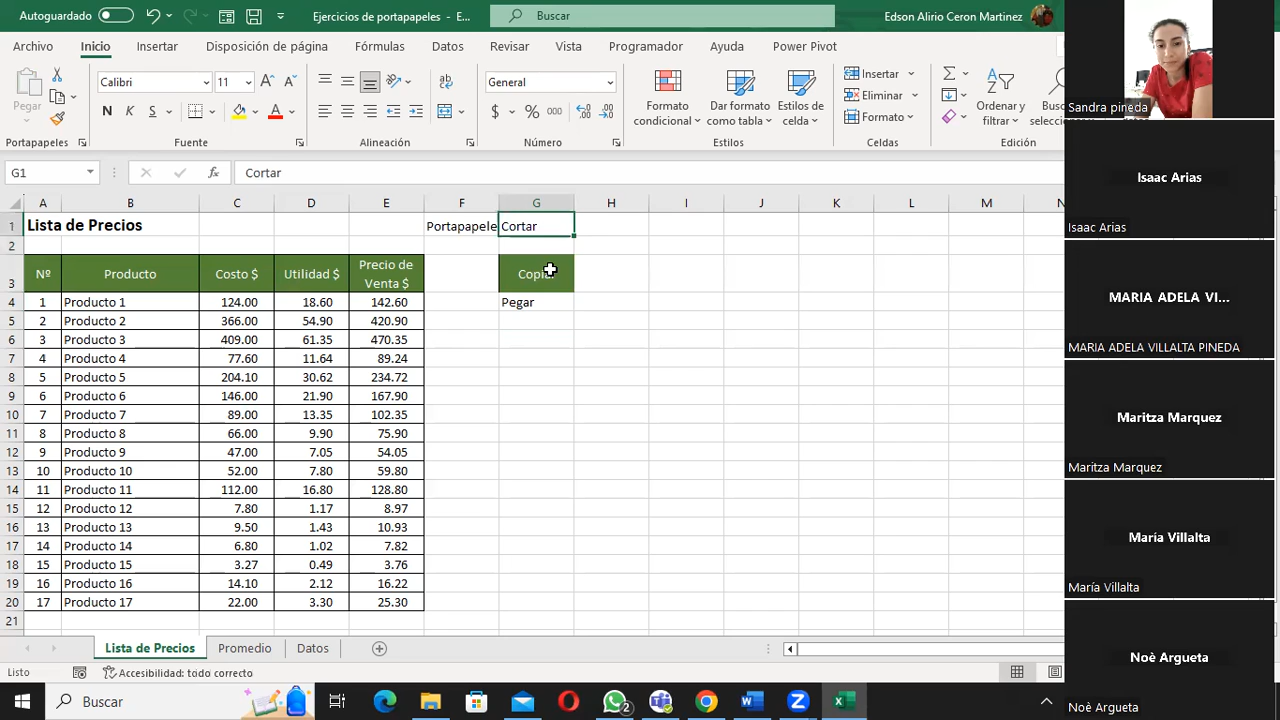 Autoguardado
Ejercicios de portapapeles - E...
Buscar
Edson Alirio Ceron Martinez
Archivo Inicio Insertar Disposición de página Fórmulas Datos Revisar Vista Programador Ayuda Power Pivot
Pegar
Portapapeles
Calibri 11
N K S
Fuente
Alineación
General
$ % 000
Número
Formato condicional
Dar formato como tabla
Estilos de celda
Estilos
Insertar
Eliminar
Formato
Celdas
Ordenar y filtrar
Edición
G1 fx Cortar
A B C D E F G H I J K L M N
1 Lista de Precios Portapapele Cortar
2
3 Nº Producto Costo $ Utilidad $ Precio de Venta $
4 1 Producto 1 124.00 18.60 142.60 Pegar
5 2 Producto 2 366.00 54.90 420.90
6 3 Producto 3 409.00 61.35 470.35
7 4 Producto 4 77.60 11.64 89.24
8 5 Producto 5 204.10 30.62 234.72
9 6 Producto 6 146.00 21.90 167.90
10 7 Producto 7 89.00 13.35 102.35
11 8 Producto 8 66.00 9.90 75.90
12 9 Producto 9 47.00 7.05 54.05
13 10 Producto 10 52.00 7.80 59.80
14 11 Producto 11 112.00 16.80 128.80
15 12 Producto 12 7.80 1.17 8.97
16 13 Producto 13 9.50 1.43 10.93
17 14 Producto 14 6.80 1.02 7.82
18 15 Producto 15 3.27 0.49 3.76
19 16 Producto 16 14.10 2.12 16.22
20 17 Producto 17 22.00 3.30 25.30
21
Lista de Precios Promedio Datos
Listo Accesibilidad: todo correcto
Buscar
2
Sandra pineda
Isaac Arias
Isaac Arias
MARIA ADELA VI...
MARIA ADELA VILLALTA PINEDA
Maritza Marquez
Maritza Marquez
María Villalta
María Villalta
Noè Argueta
Noè Argueta